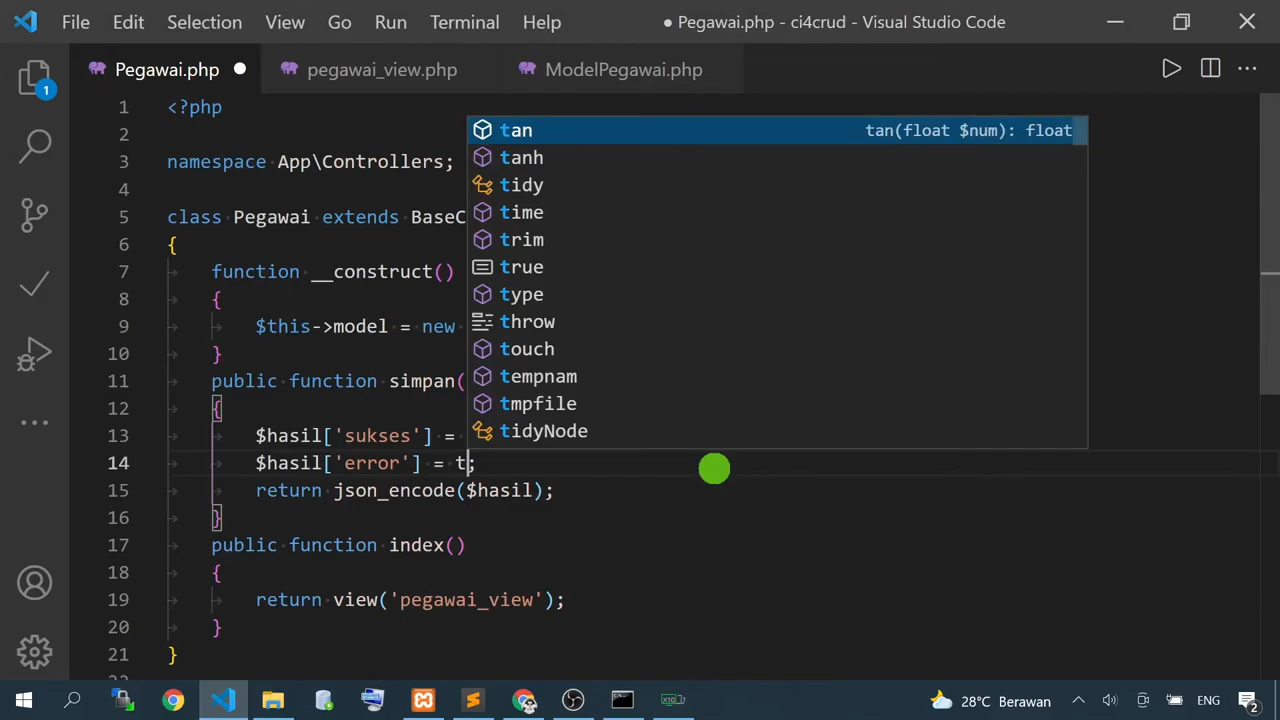 File Edit Selection View Go Run Terminal Help ● Pegawai.php - ci4crud - Visual Studio Code
Pegawai.php pegawai_view.php ModelPegawai.php
1
1 <?php
2
3 namespace App\Controllers;
4
5 class Pegawai extends BaseC
6 {
7 function __construct()
8 {
9 $this->model = new
10 }
11 public function simpan(
12 {
13 $hasil['sukses'] =
14 $hasil['error'] = t;
15 return json_encode($hasil);
16 }
17 public function index()
18 {
19 return view('pegawai_view');
20 }
21 }
tan tan(float $num): float
tanh
tidy
time
trim
true
type
throw
touch
tempnam
tmpfile
tidyNode
X10
28°C Berawan ENG 2